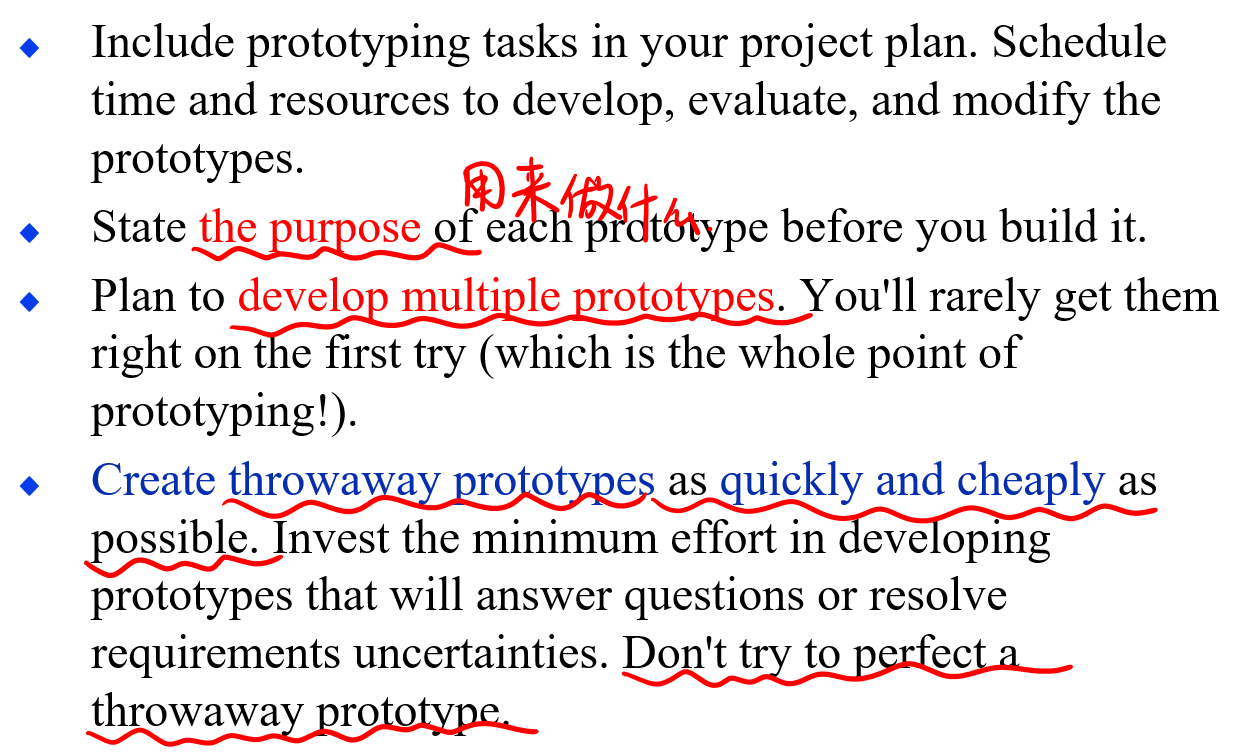 Include prototyping tasks in your project plan. Schedule
time and resources to develop, evaluate, and modify the
prototypes.
用来做什么
State the purpose of each prototype before you build it.
Plan to develop multiple prototypes. You'll rarely get them
right on the first try (which is the whole point of
prototyping!).
Create throwaway prototypes as quickly and cheaply as
possible. Invest the minimum effort in developing
prototypes that will answer questions or resolve
requirements uncertainties. Don't try to perfect a
throwaway prototype.